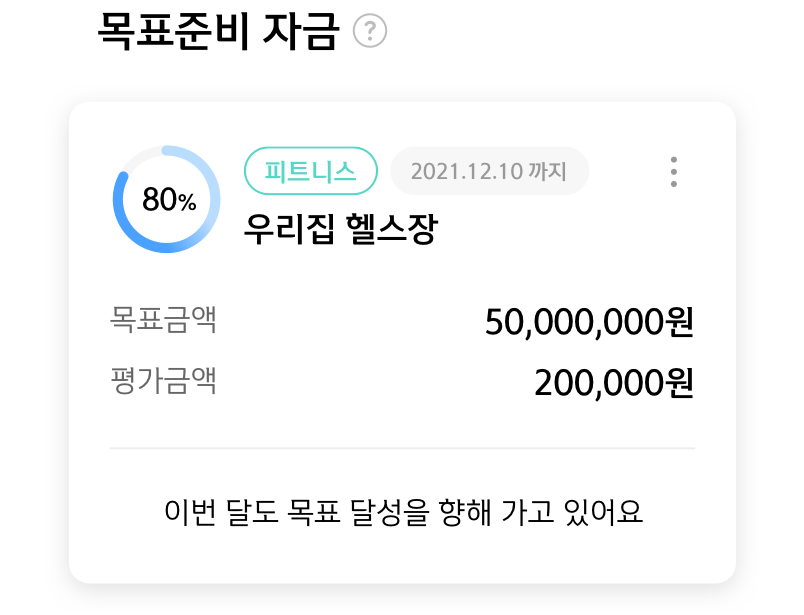 목표준비 자금 ?
80%
피트니스 2021.12.10 까지
우리집 헬스장
목표금액 50,000,000원
평가금액 200,000원
이번 달도 목표 달성을 향해 가고 있어요